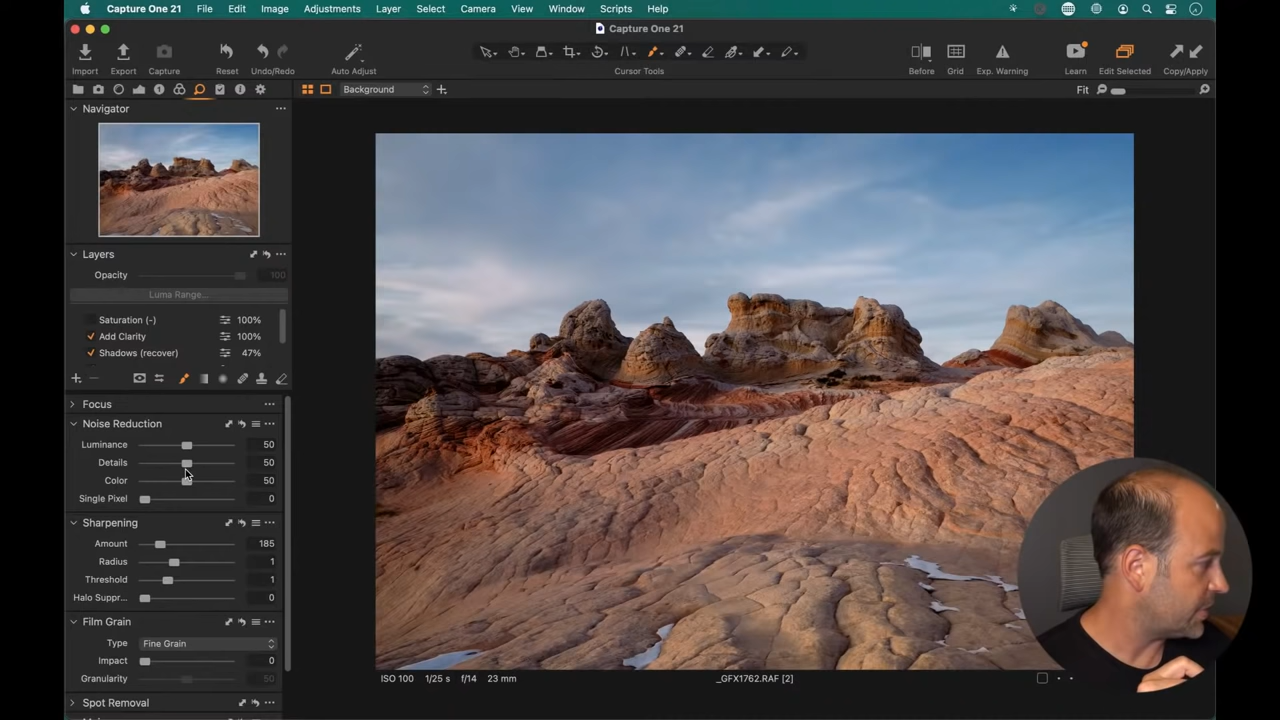 Capture One 21 File Edit Image Adjustments Layer Select Camera View Window Scripts Help
Capture One 21
Import Export Capture Reset Undo/Redo Auto Adjust Cursor Tools Before Grid Exp. Warning Learn Edit Selected Copy/Apply
Background Fit
Navigator
Layers
Opacity 100
Luma Range...
Saturation (-) 100%
Add Clarity 100%
Shadows (recover) 47%
Focus
Noise Reduction
Luminance 50
Details 50
Color 50
Single Pixel 0
Sharpening
Amount 185
Radius 1
Threshold 1
Halo Suppr... 0
Film Grain
Type Fine Grain
Impact 0
Granularity 50
Spot Removal
ISO 100 1/25 s f/14 23 mm _GFX1762.RAF [2]